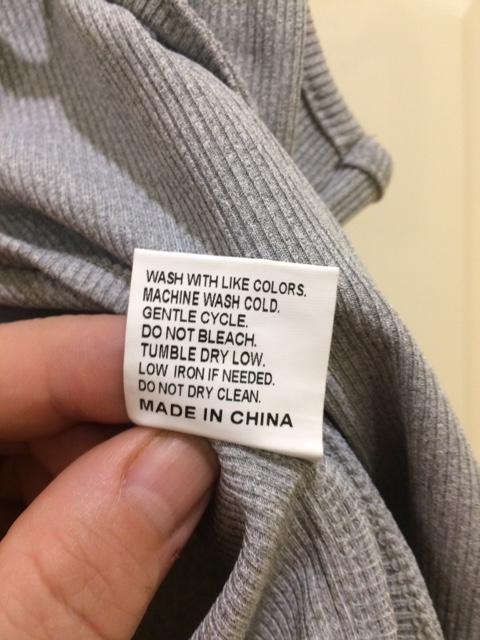 WASH WITH LIKE COLORS.
MACHINE WASH COLD.
GENTLE CYCLE.
DO NOT BLEACH.
TUMBLE DRY LOW.
LOW IRON IF NEEDED.
DO NOT DRY CLEAN.
MADE IN CHINA